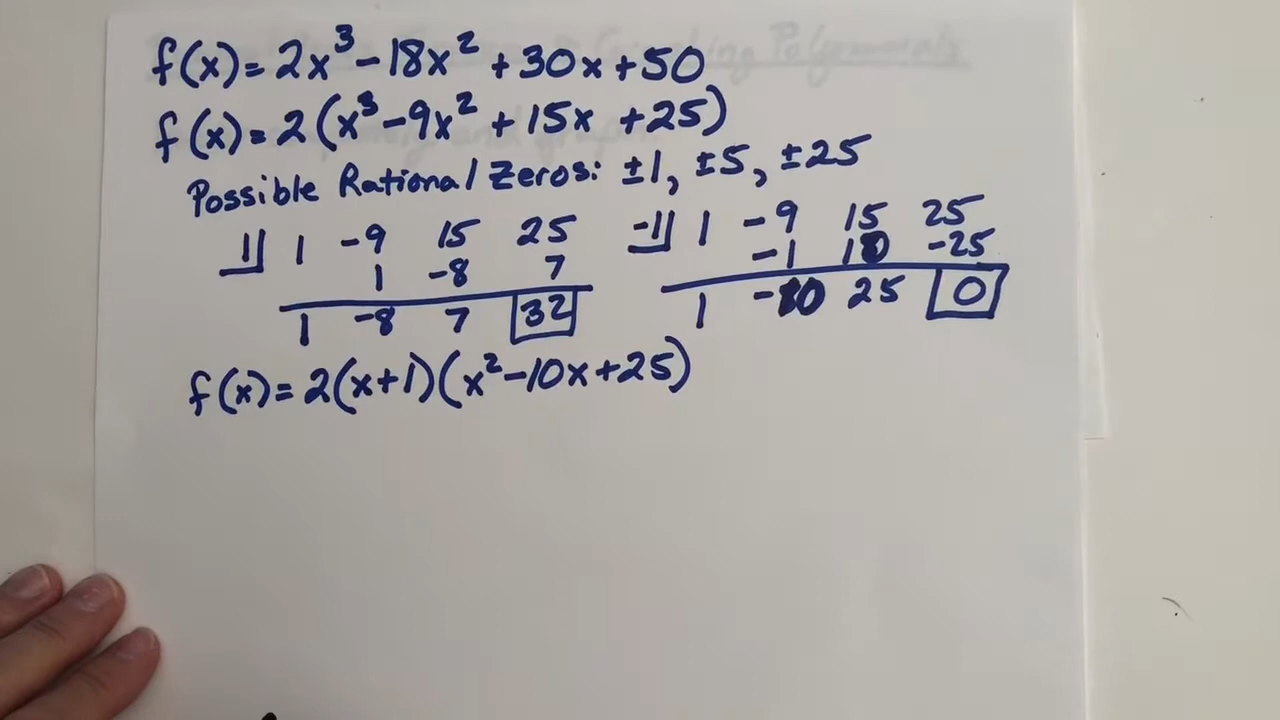 f(x)=2x³-18x²+30x+50
f(x)=2(x³-9x²+15x+25)
Possible Rational Zeros: ±1, ±5, ±25
1| 1 -9 15 25
1 -8 7
1 -8 7 32
-1| 1 -9 15 25
-1 10 -25
1 -10 25 0
f(x)=2(x+1)(x²-10x+25)